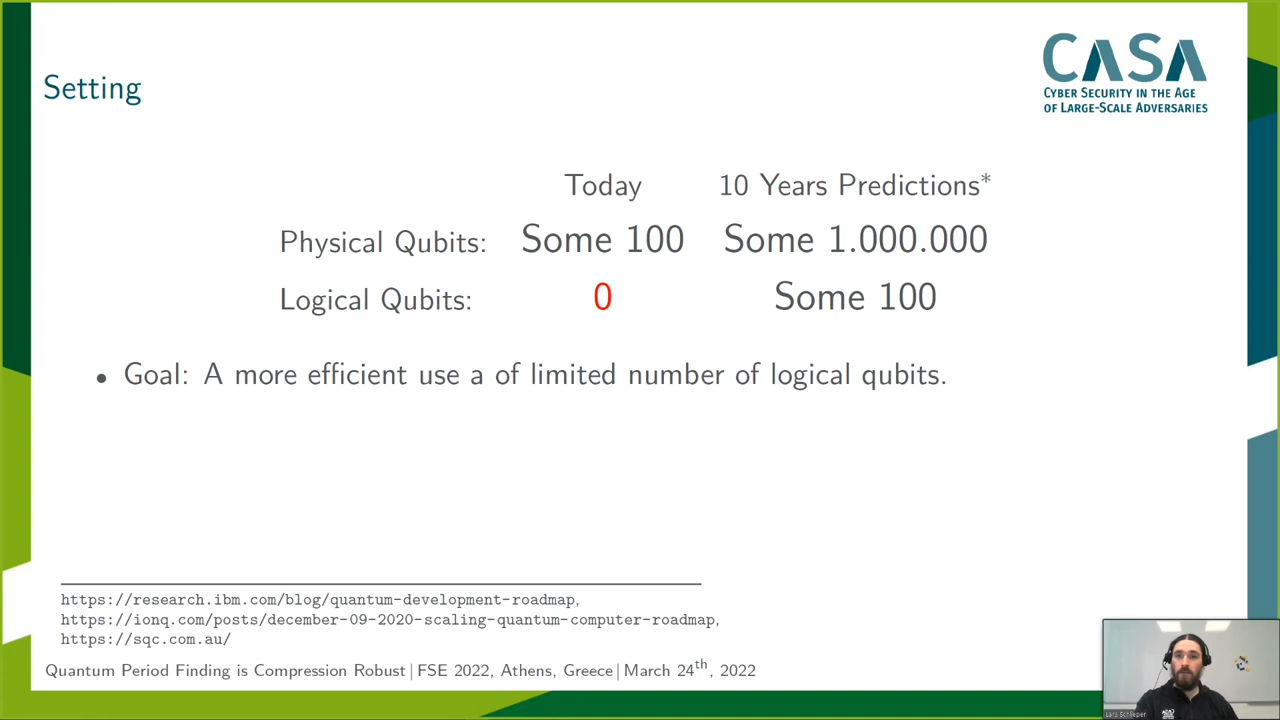 CASA
CYBER SECURITY IN THE AGE
OF LARGE-SCALE ADVERSARIES
Setting
Today 10 Years Predictions*
Physical Qubits: Some 100 Some 1.000.000
Logical Qubits: 0 Some 100
• Goal: A more efficient use a of limited number of logical qubits.
https://research.ibm.com/blog/quantum-development-roadmap,
https://ionq.com/posts/december-09-2020-scaling-quantum-computer-roadmap,
https://sqc.com.au/
Quantum Period Finding is Compression Robust | FSE 2022, Athens, Greece | March 24th, 2022
Lars Schlieper